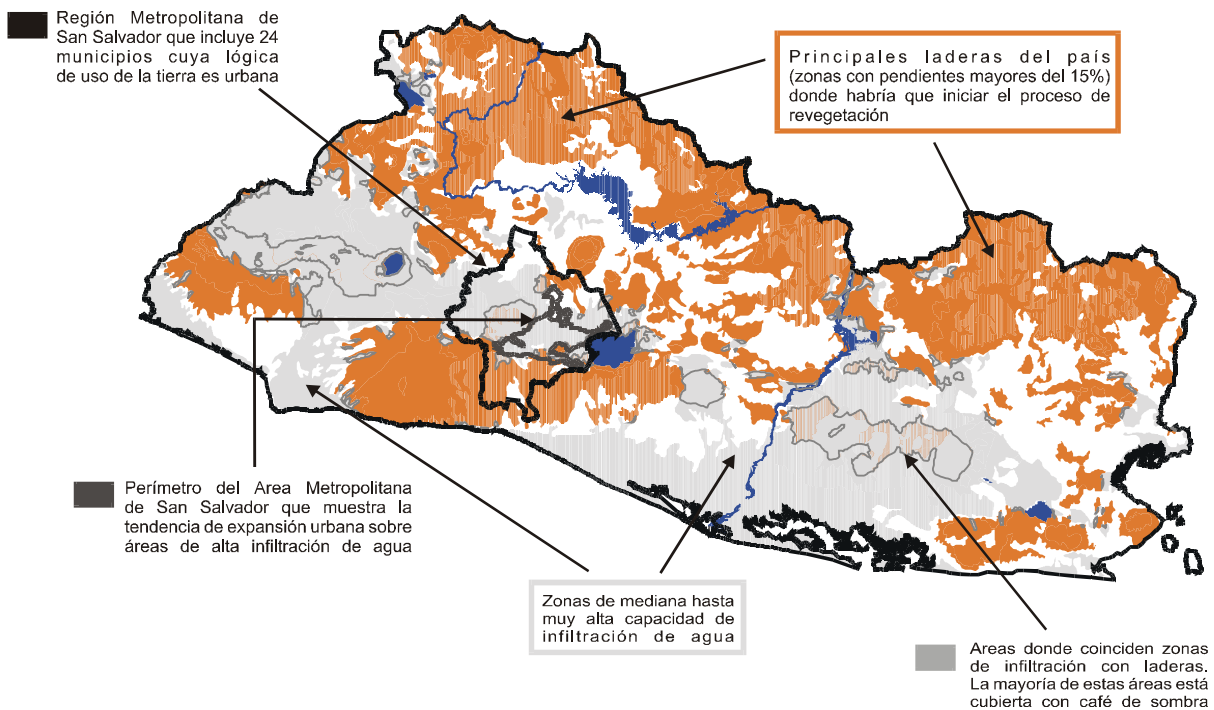 Región Metropolitana de
San Salvador que incluye 24
municipios cuya lógica
de uso de la tierra es urbana
Principales laderas del país
(zonas con pendientes mayores del 15%)
donde habría que iniciar el proceso de
revegetación
Perímetro del Area Metropolitana
de San Salvador que muestra la
tendencia de expansión urbana sobre
áreas de alta infiltración de agua
Zonas de mediana hasta
muy alta capacidad de
infiltración de agua
Areas donde coinciden zonas
de infiltración con laderas.
La mayoría de estas áreas está
cubierta con café de sombra